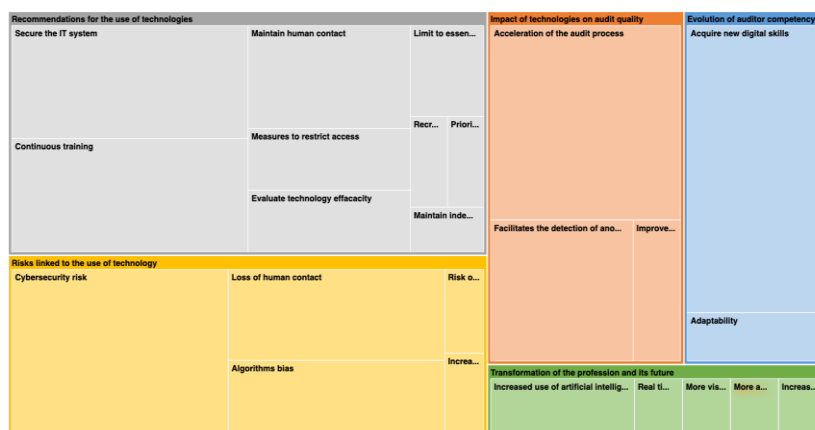 Recommendations for the use of technologies
Secure the IT system
Maintain human contact
Limit to essen...
Continuous training
Measures to restrict access
Recr...
Priori...
Evaluate technology effacacity
Maintain inde...
Risks linked to the use of technology
Cybersecurity risk
Loss of human contact
Risk o...
Algorithms bias
Increa...
Impact of technologies on audit quality
Acceleration of the audit process
Facilitates the detection of ano...
Improve...
Evolution of auditor competency
Acquire new digital skills
Adaptability
Transformation of the profession and its future
Increased use of artificial intellig...
Real ti...
More vis...
More a...
Increas...